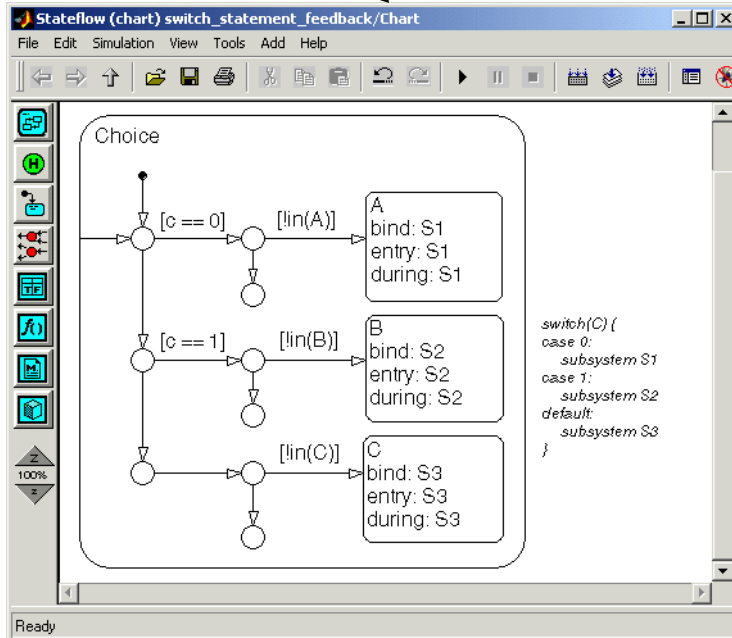 Stateflow (chart) switch_statement_feedback/Chart
File Edit Simulation View Tools Add Help
Choice
[c == 0]
[!in(A)]
A
bind: S1
entry: S1
during: S1
[c == 1]
[!in(B)]
B
bind: S2
entry: S2
during: S2
[!in(C)]
C
bind: S3
entry: S3
during: S3
switch(C) {
case 0:
subsystem S1
case 1:
subsystem S2
default:
subsystem S3
}
H
TF
f()
M
Z
100%
z
Ready